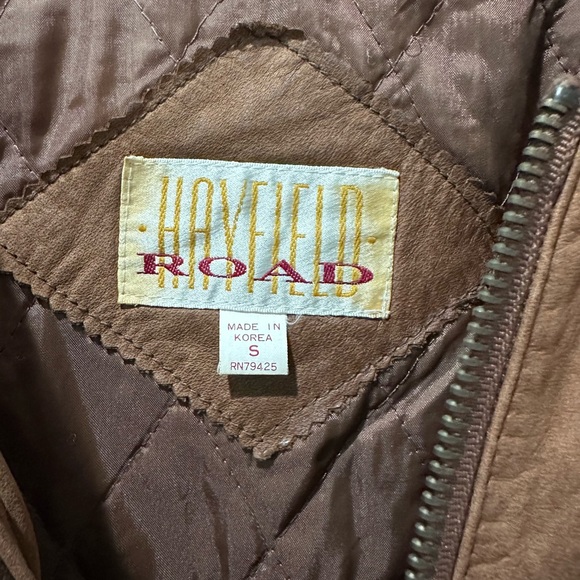 · HAYFIELD ·
ROAD
MADE IN
KOREA
S
RN79425